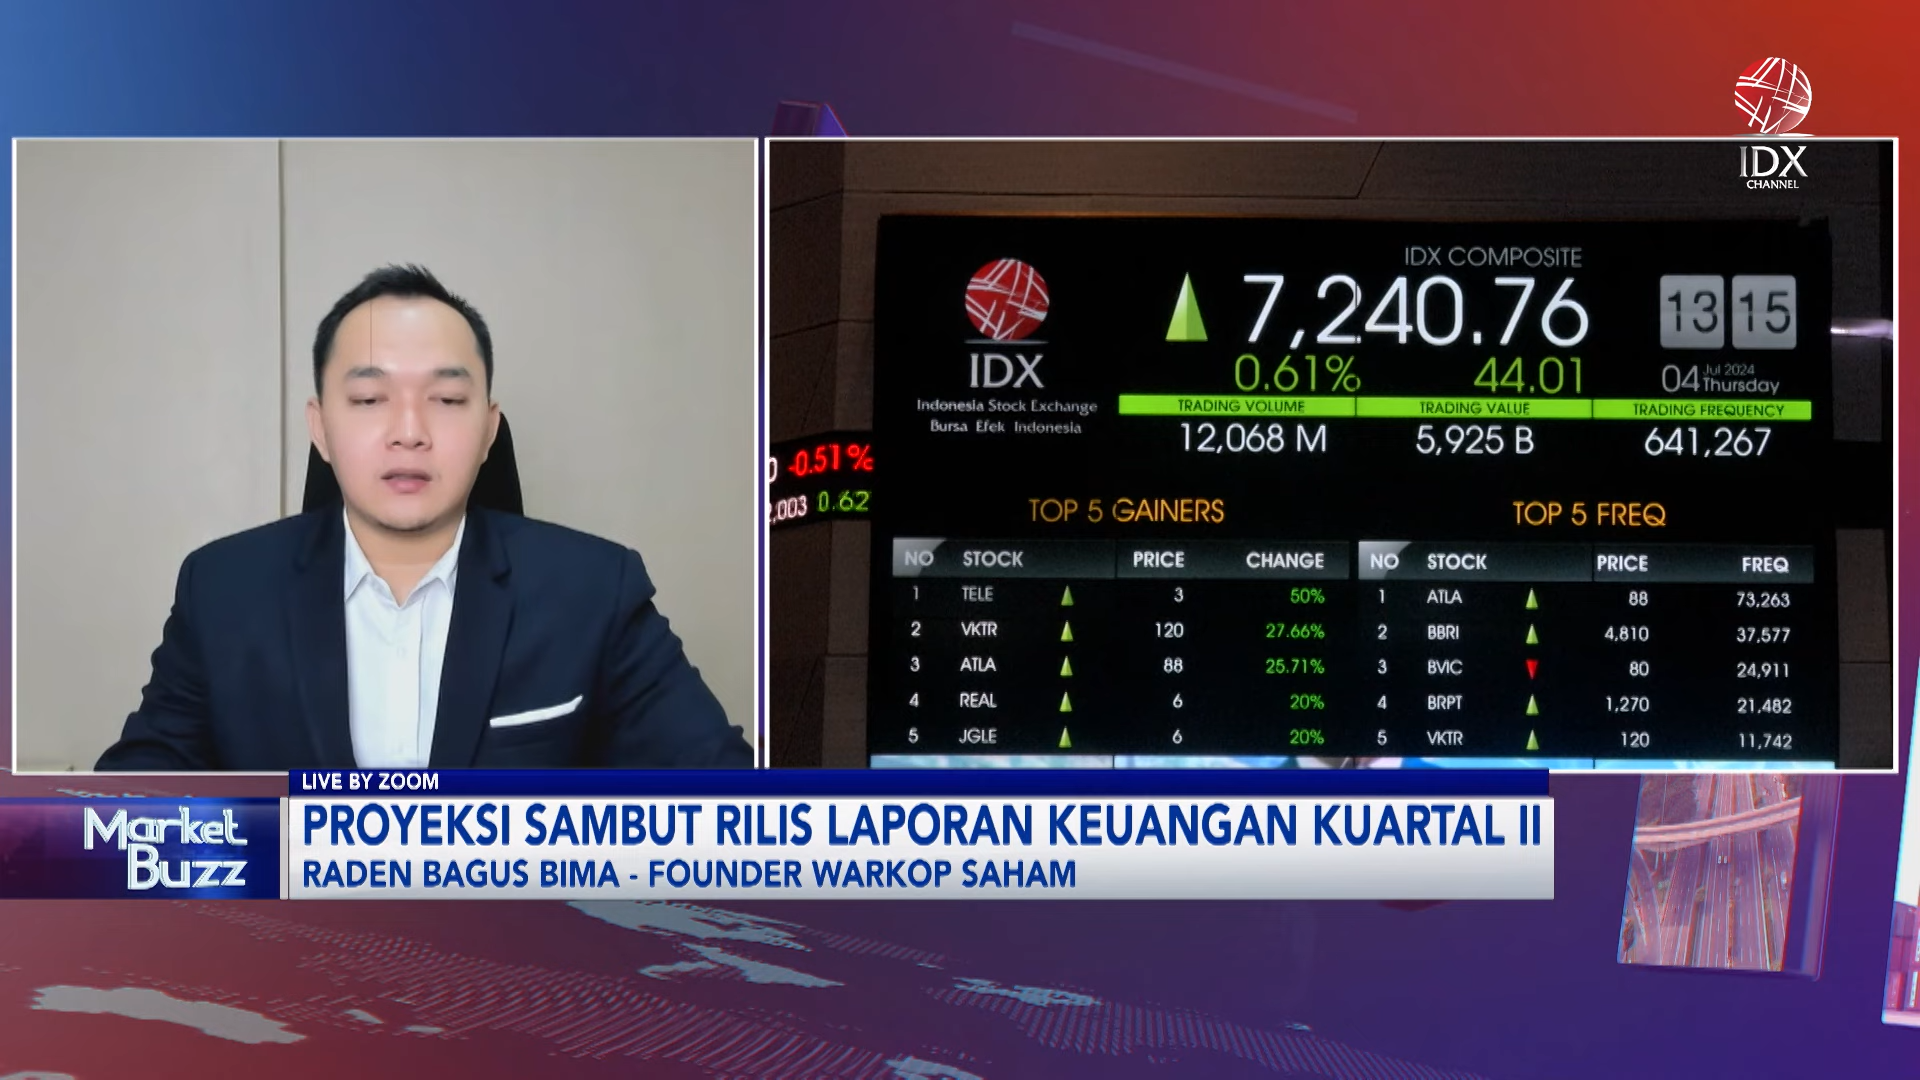 IDX
CHANNEL
IDX COMPOSITE
7,240.76
0.61% 44.01
13 15
04 Jul 2024 Thursday
IDX
Indonesia Stock Exchange
Bursa Efek Indonesia
TRADING VOLUME TRADING VALUE TRADING FREQUENCY
12,068 M 5,925 B 641,267
-0.51%
2,003 0.62
TOP 5 GAINERS
NO STOCK PRICE CHANGE
1 TELE 3 50%
2 VKTR 120 27.66%
3 ATLA 88 25.71%
4 REAL 6 20%
5 JGLE 6 20%
TOP 5 FREQ
NO STOCK PRICE FREQ
1 ATLA 88 73,263
2 BBRI 4,810 37,577
3 BVIC 80 24,911
4 BRPT 1,270 21,482
5 VKTR 120 11,742
LIVE BY ZOOM
Market
Buzz
PROYEKSI SAMBUT RILIS LAPORAN KEUANGAN KUARTAL II
RADEN BAGUS BIMA - FOUNDER WARKOP SAHAM